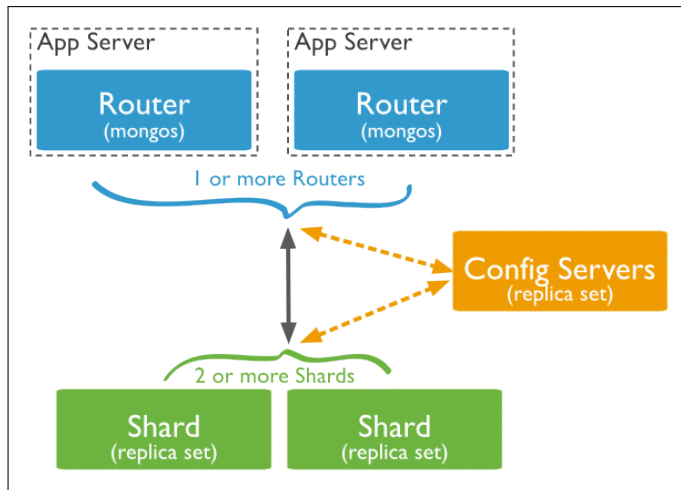 App Server
Router
(mongos)
App Server
Router
(mongos)
1 or more Routers
Config Servers
(replica set)
2 or more Shards
Shard
(replica set)
Shard
(replica set)